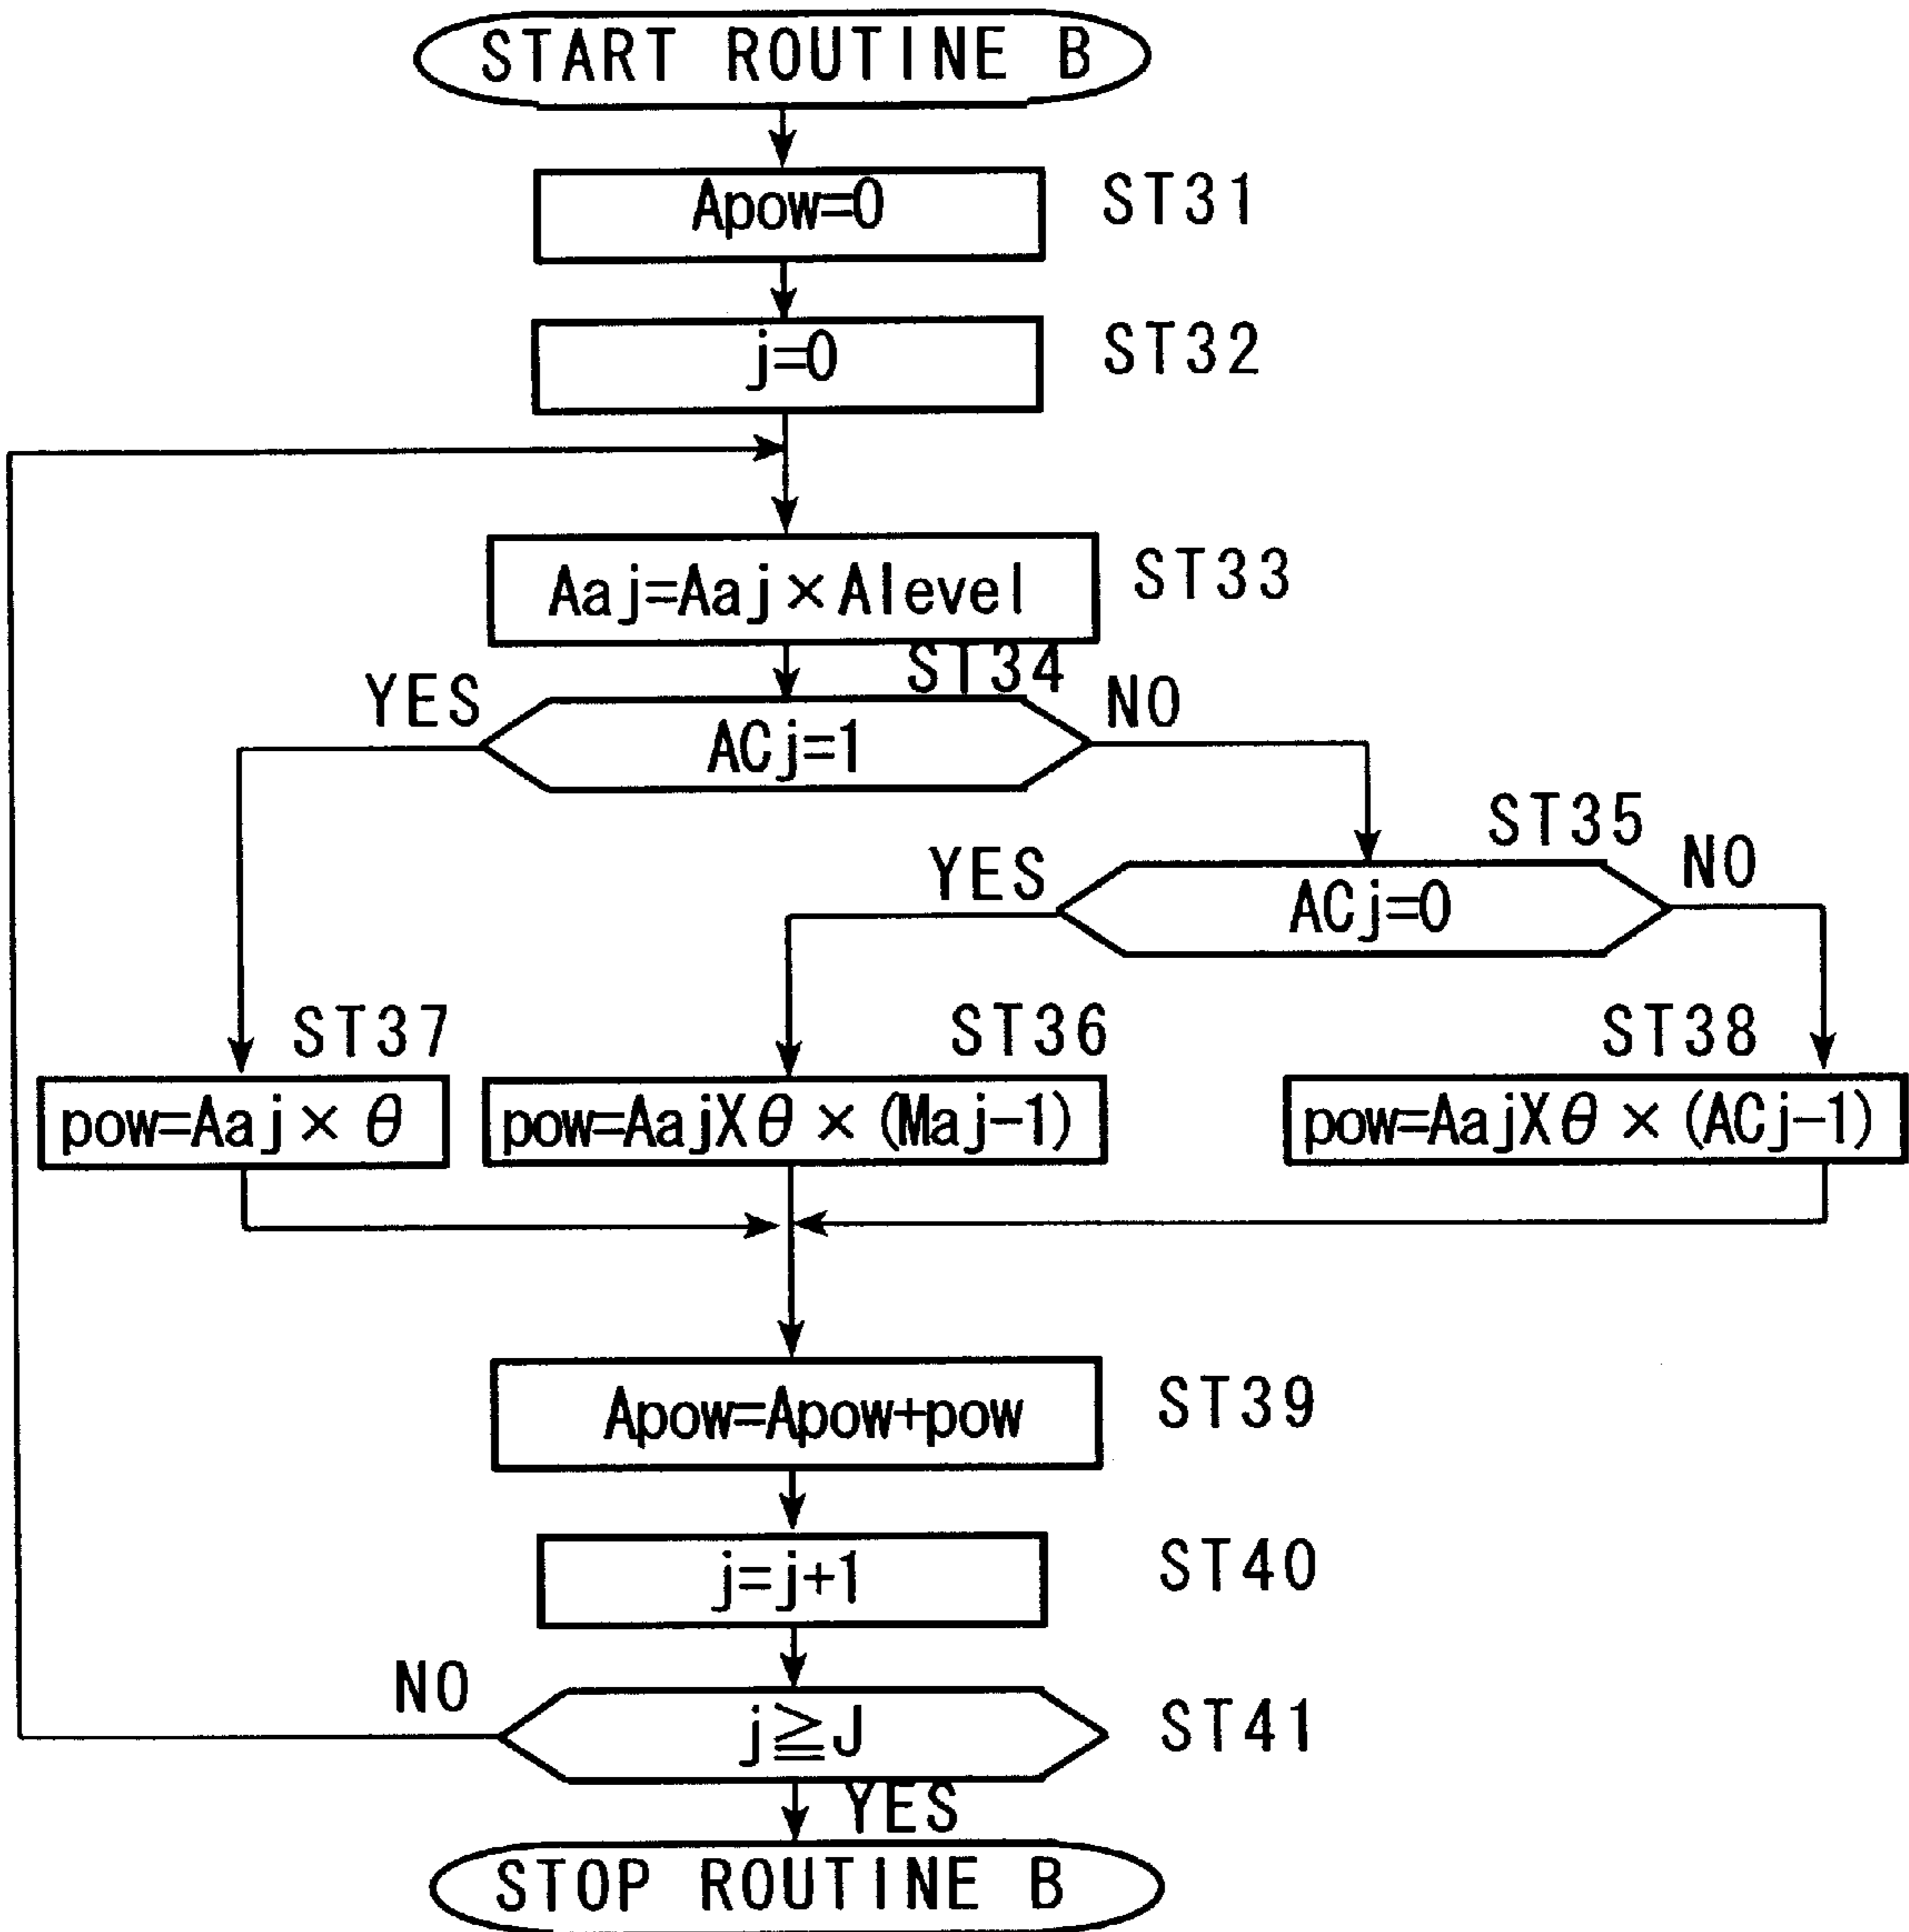 START ROUTINE B
Apow=0
ST31
j=0
ST32
Aaj=Aaj×Alevel
ST33
ST34
YES
NO
ACj=1
ST35
YES
NO
ACj=0
ST37
ST36
ST38
pow=Aaj×θ
pow=AajXθ×(Maj-1)
pow=AajXθ×(ACj-1)
Apow=Apow+pow
ST39
j=j+1
ST40
NO
j≧J
ST41
YES
STOP ROUTINE B